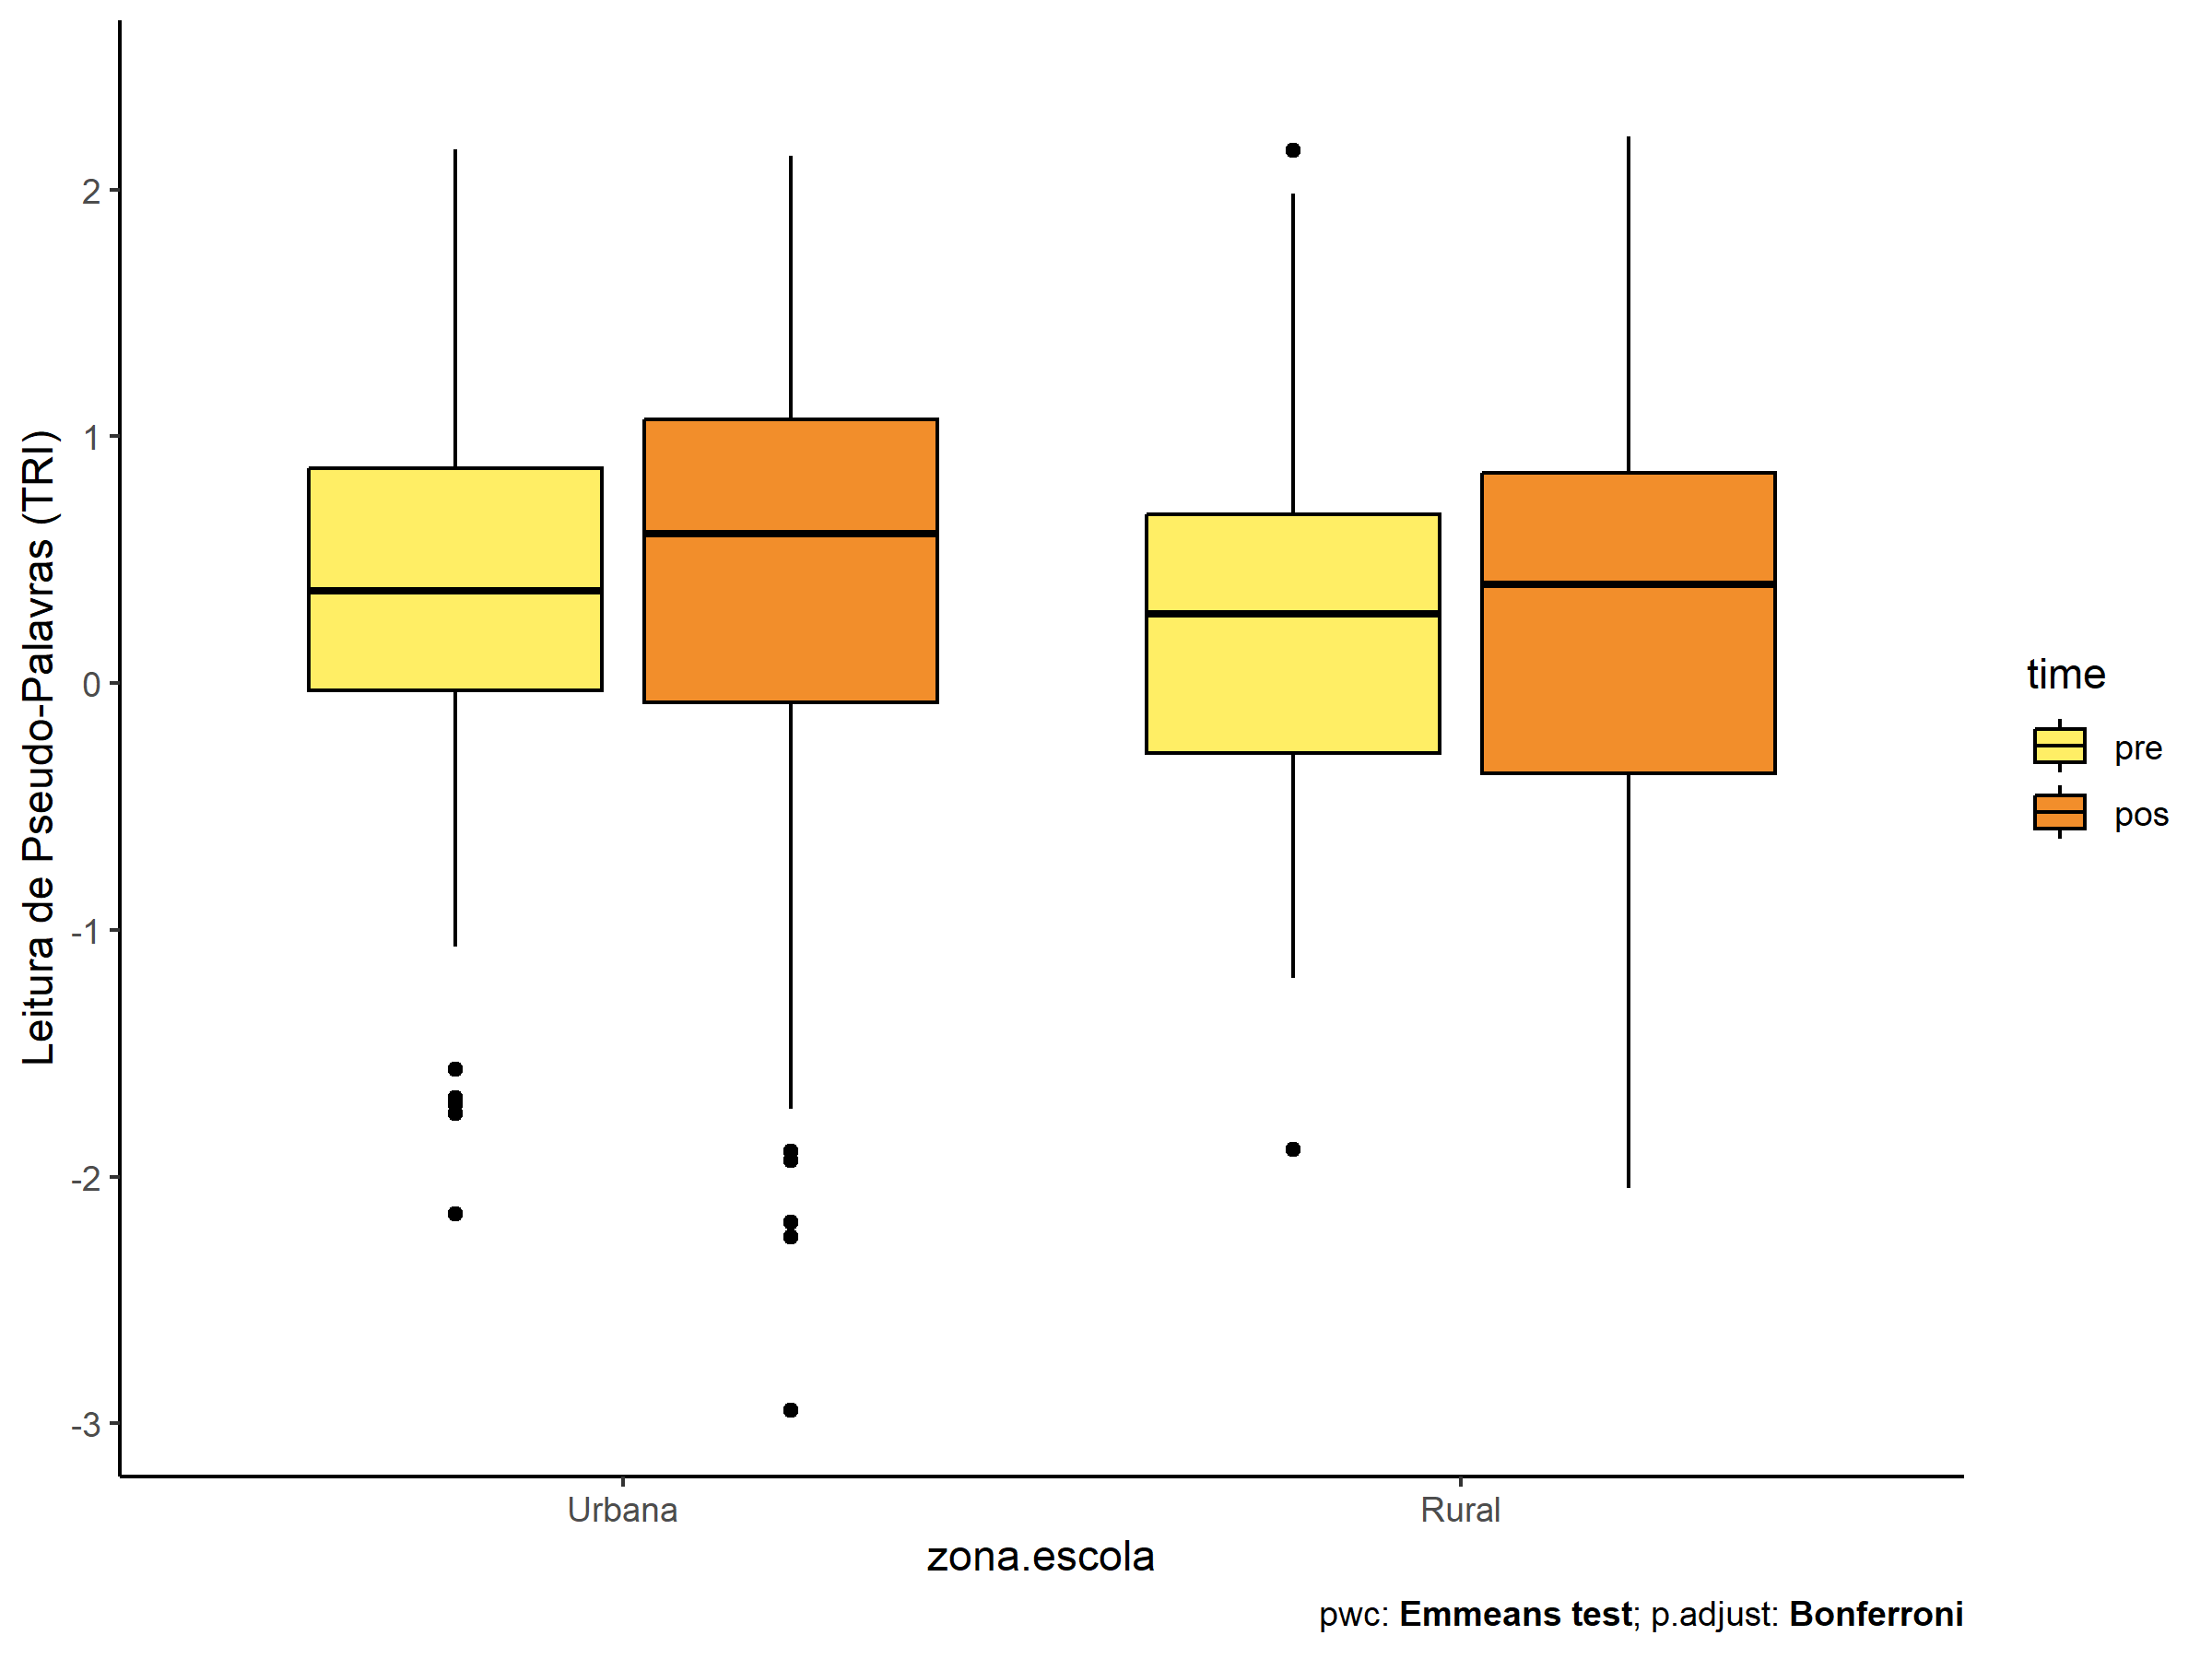 Leitura de Pseudo-Palavras (TRI)
2
1
0
-1
-2
-3
Urbana
Rural
zona.escola
time
pre
pos
pwc: Emmeans test; p.adjust: Bonferroni